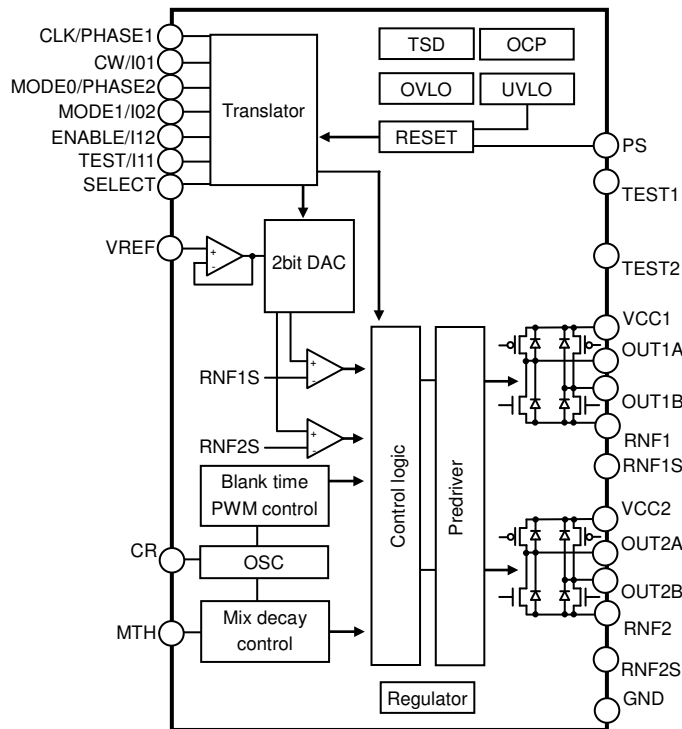 CLK/PHASE1
CW/I01
MODE0/PHASE2
MODE1/I02
ENABLE/I12
TEST/I11
SELECT
Translator
TSD
OCP
OVLO
UVLO
RESET
PS
TEST1
VREF
+
-
2bit DAC
TEST2
VCC1
OUT1A
OUT1B
RNF1
RNF1S
RNF1S
+
-
RNF2S
+
-
Control logic
Predriver
Blank time
PWM control
CR
OSC
MTH
Mix decay
control
VCC2
OUT2A
OUT2B
RNF2
RNF2S
GND
Regulator